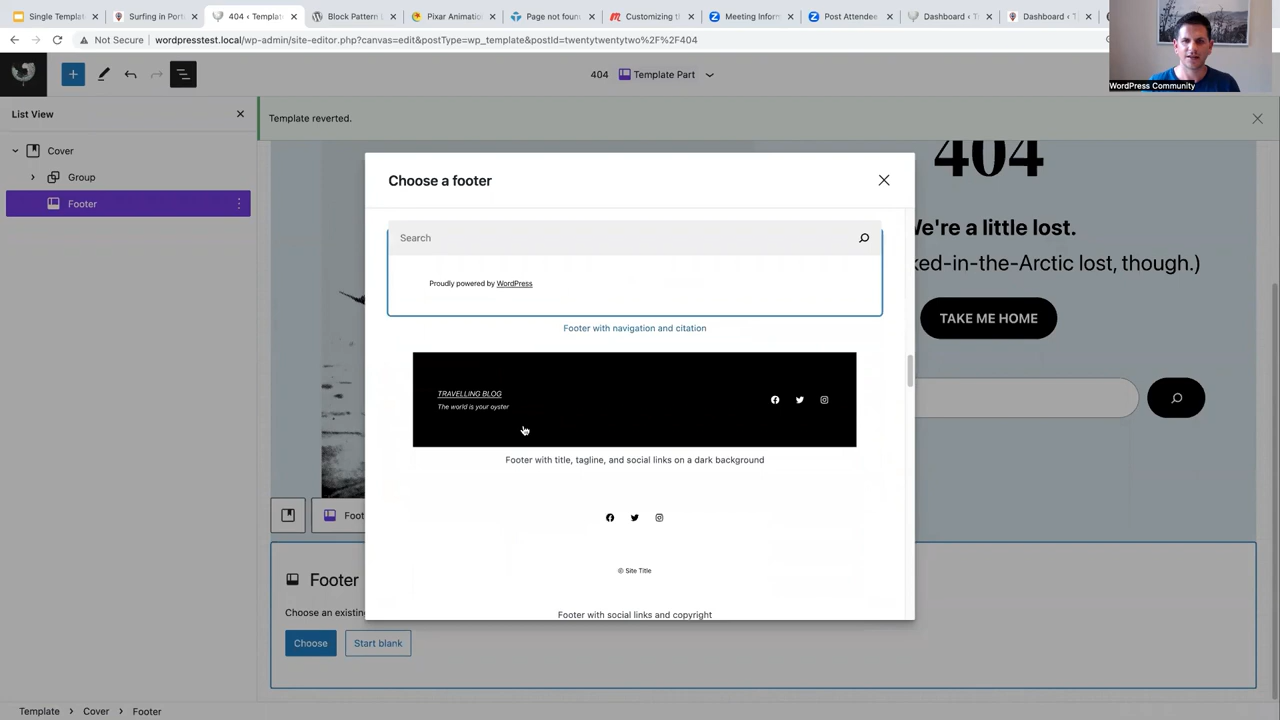 Single Templ
Surfing in Port
404 ‹ Templat
Block Pattern
Pixar Animatio
Page not foun
Customizing t
Meeting Inform
Post Attendee
Dashboard ‹ Ti
Dashboard ‹ T
Not Secure
wordpresstest.local/wp-admin/site-editor.php?canvas=edit&postType=wp_template&postId=twentytwentytwo%2F%2F404
WordPress Community
404
Template Part
List View
Template reverted.
Cover
Group
Footer
404
We're a little lost.
ked-in-the-Arctic lost, though.)
TAKE ME HOME
Choose a footer
Search
Proudly powered by WordPress
Footer with navigation and citation
TRAVELLING BLOG
The world is your oyster
Footer with title, tagline, and social links on a dark background
© Site Title
Footer with social links and copyright
Foot
Footer
Choose an existing
Choose
Start blank
Template
Cover
Footer